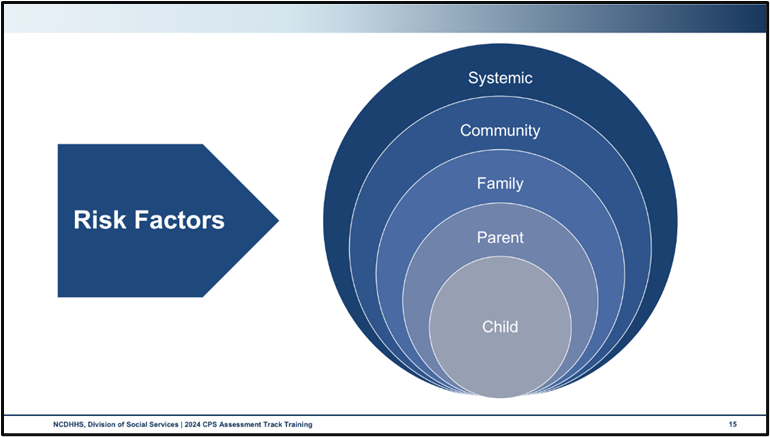 Risk Factors
Systemic
Community
Family
Parent
Child
NCDHHS, Division of Social Services | 2024 CPS Assessment Track Training
15